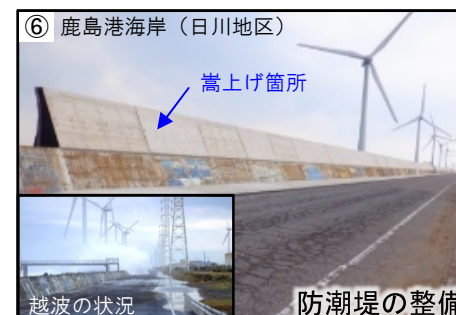 ⑥ 鹿島港海岸（日川地区）
嵩上げ箇所
越波の状況
防潮堤の整備